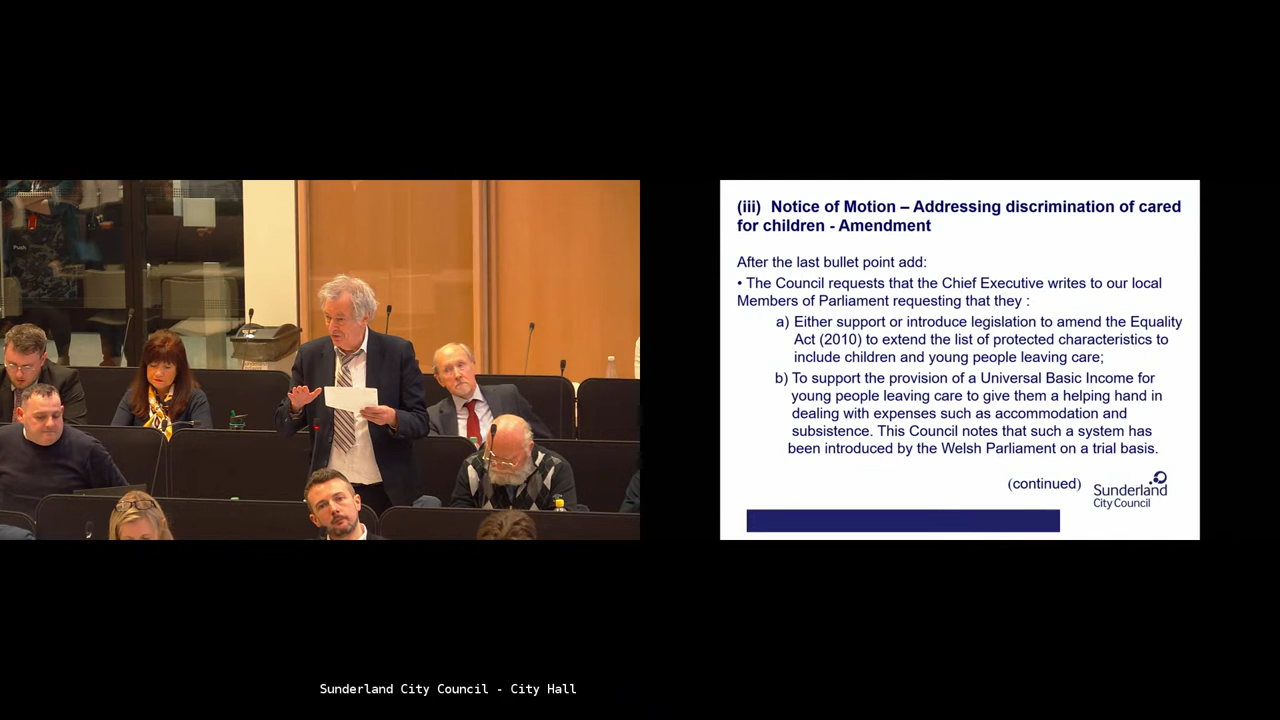 Push
(iii) Notice of Motion – Addressing discrimination of cared
for children - Amendment
After the last bullet point add:
• The Council requests that the Chief Executive writes to our local
Members of Parliament requesting that they :
a) Either support or introduce legislation to amend the Equality
Act (2010) to extend the list of protected characteristics to
include children and young people leaving care;
b) To support the provision of a Universal Basic Income for
young people leaving care to give them a helping hand in
dealing with expenses such as accommodation and
subsistence. This Council notes that such a system has
been introduced by the Welsh Parliament on a trial basis.
(continued)
Sunderland
City Council
Sunderland City Council - City Hall